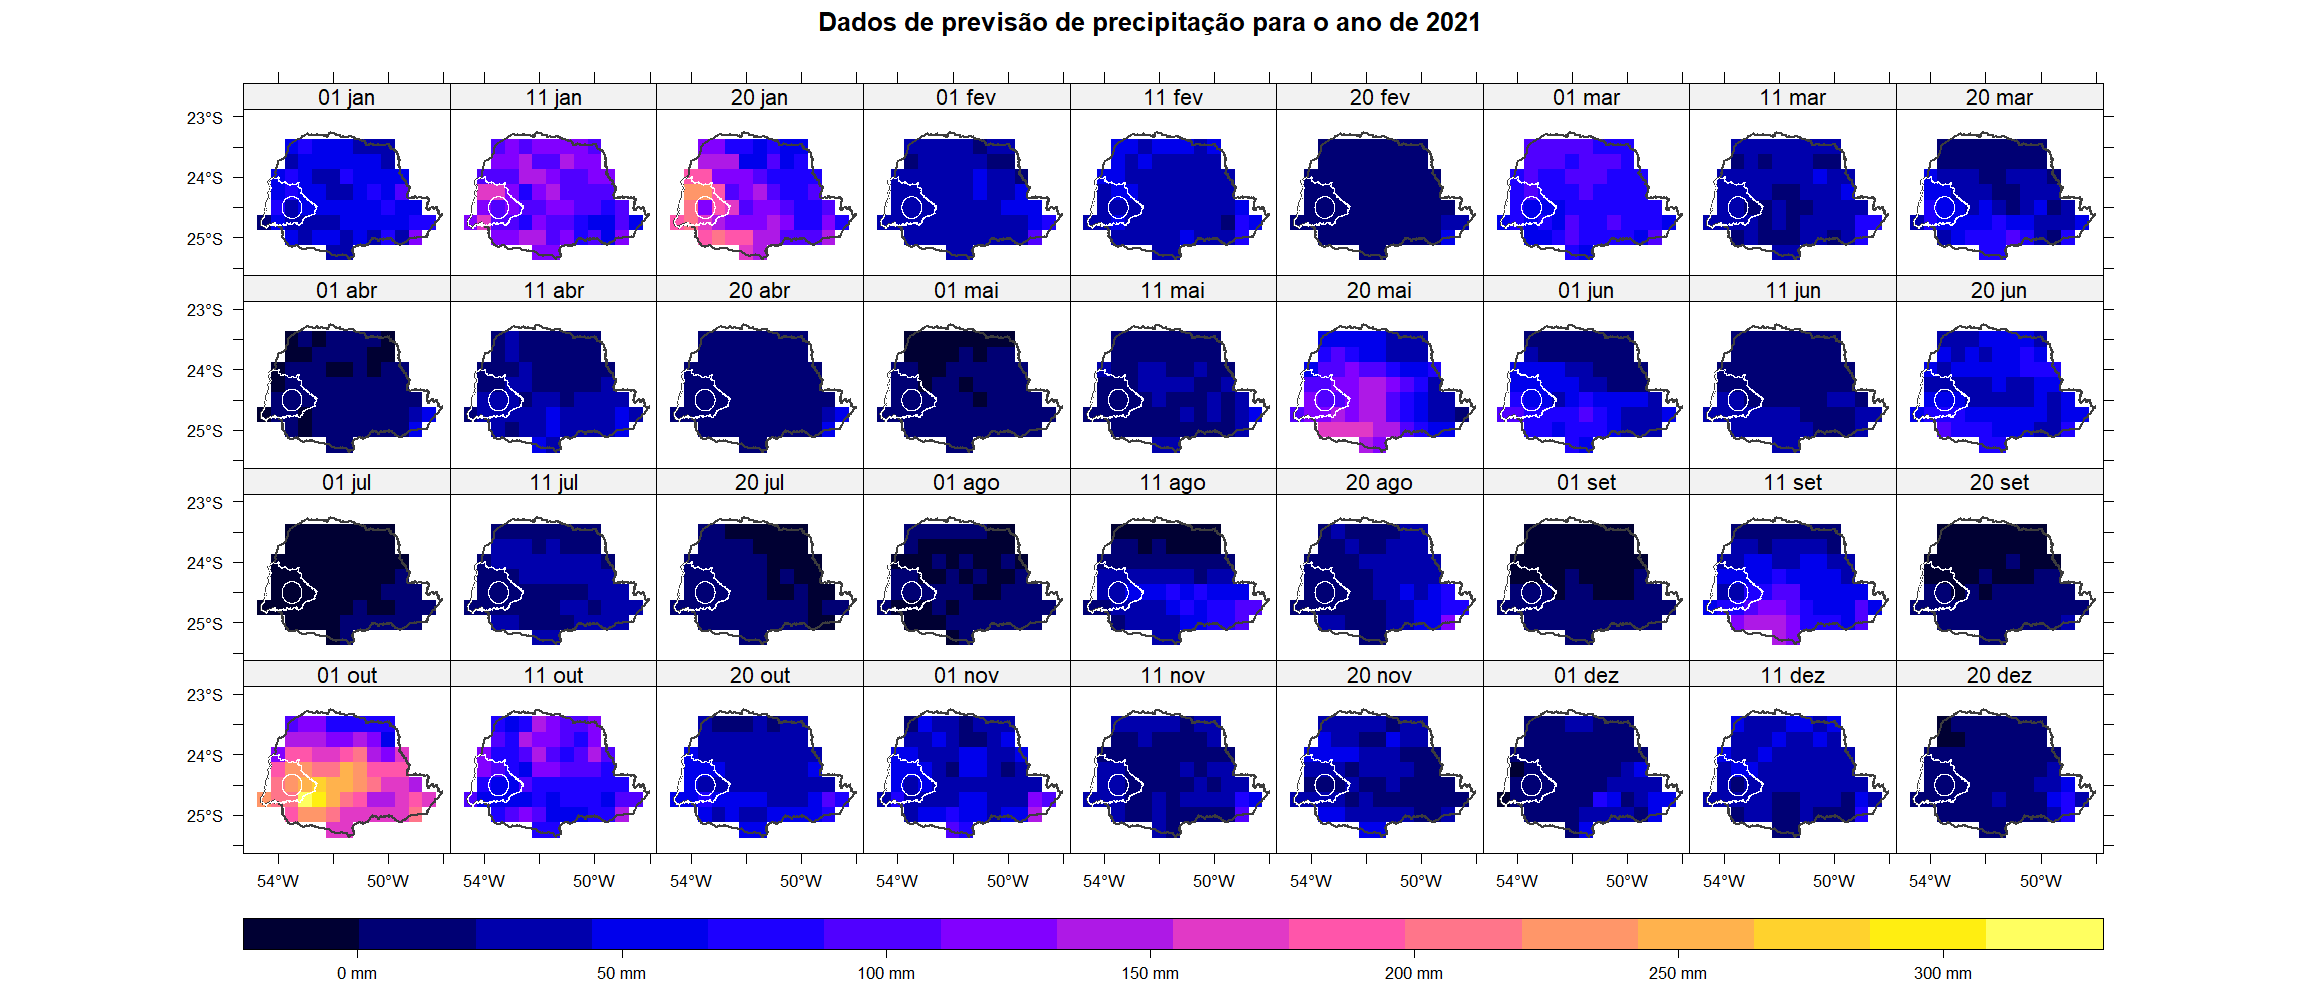 Dados de previsão de precipitação para o ano de 2021
01 jan 11 jan 20 jan 01 fev 11 fev 20 fev 01 mar 11 mar 20 mar
23°S
24°S
25°S
01 abr 11 abr 20 abr 01 mai 11 mai 20 mai 01 jun 11 jun 20 jun
23°S
24°S
25°S
01 jul 11 jul 20 jul 01 ago 11 ago 20 ago 01 set 11 set 20 set
23°S
24°S
25°S
01 out 11 out 20 out 01 nov 11 nov 20 nov 01 dez 11 dez 20 dez
23°S
24°S
25°S
54°W 50°W 54°W 50°W 54°W 50°W 54°W 50°W 54°W 50°W 54°W 50°W 54°W 50°W 54°W 50°W 54°W 50°W
0 mm 50 mm 100 mm 150 mm 200 mm 250 mm 300 mm